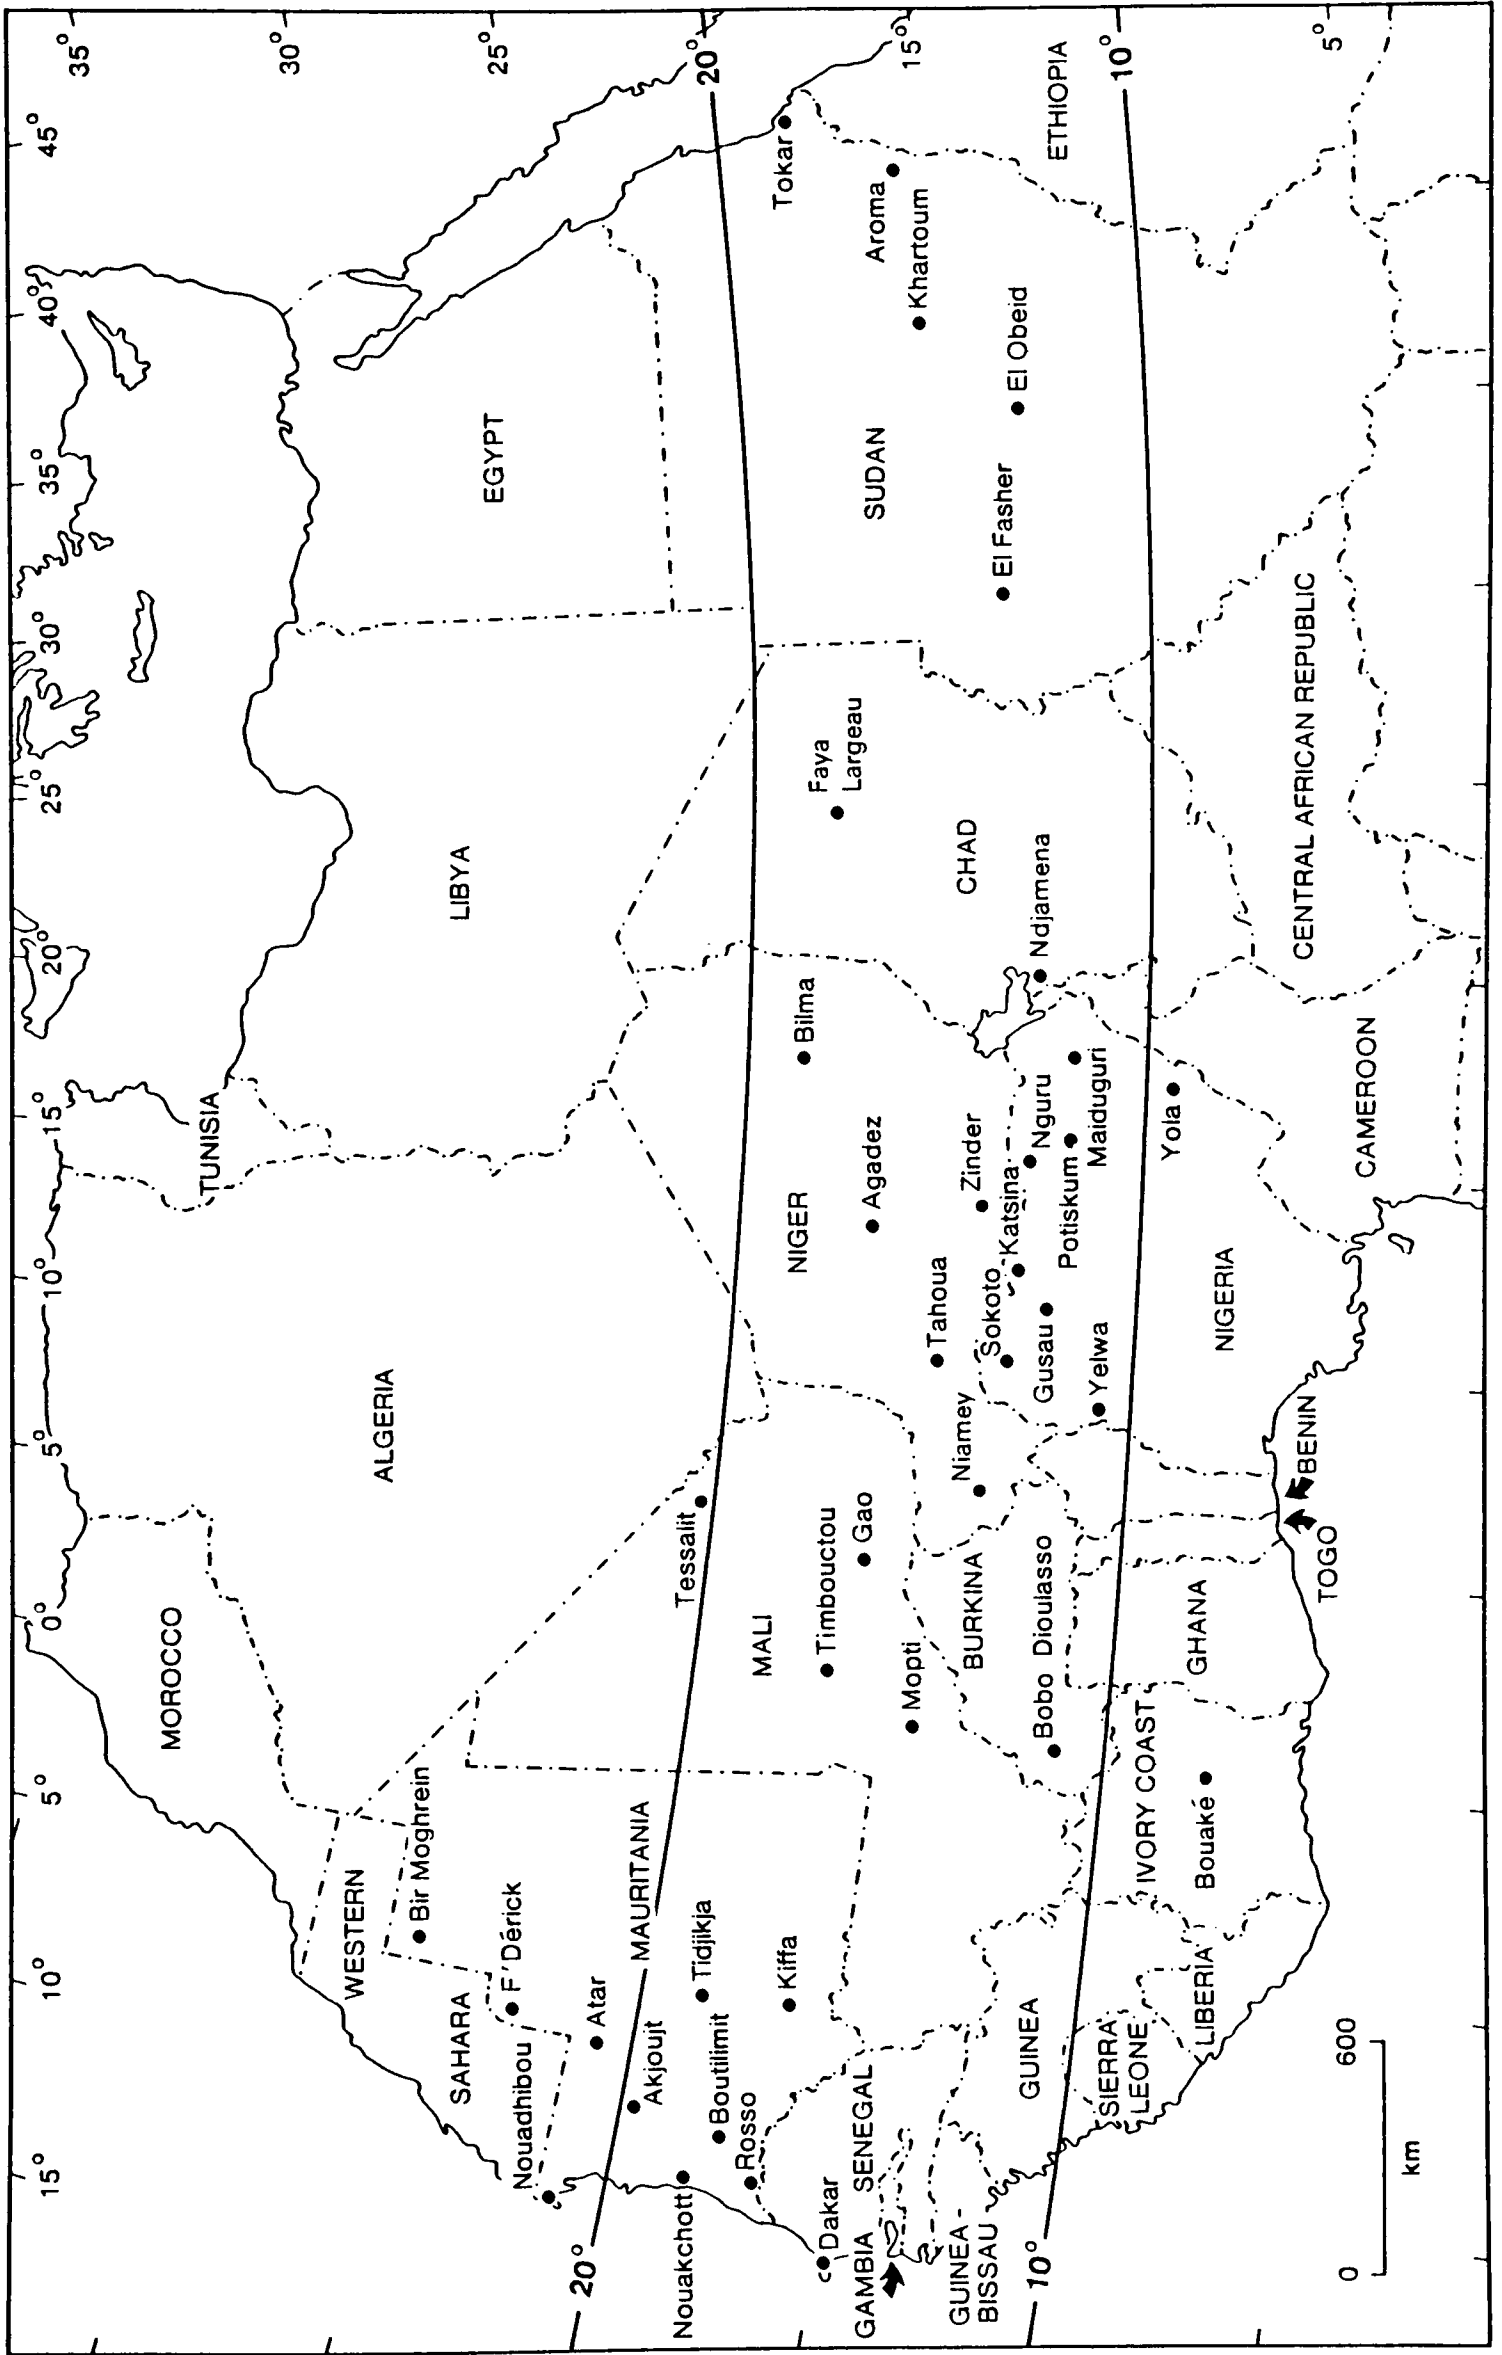 15°
10°
5°
0°
5°
10°
15°
20°
25°
30°
35°
40°
45°
35°
30°
25°
20°
15°
10°
5°
20°
10°
MOROCCO
ALGERIA
TUNISIA
LIBYA
EGYPT
WESTERN
SAHARA
Bir Moghrein
F'Dérick
Nouadhibou
Atar
MAURITANIA
Akjoujt
Tidjikja
Boutilimit
Nouakchott
Rosso
Kiffa
Dakar
SENEGAL
GAMBIA
GUINEA -
BISSAU
GUINEA
SIERRA
LEONE
LIBERIA
IVORY COAST
Bouaké
MALI
Tessalit
Timbouctou
Gao
Mopti
BURKINA
Bobo Dioulasso
GHANA
TOGO
BENIN
NIGER
Bilma
Agadez
Tahoua
Zinder
Niamey
Sokoto
Katsina
Nguru
Gusau
Potiskum
Maiduguri
Yelwa
Yola
NIGERIA
CAMEROON
CHAD
Faya
Largeau
Ndjamena
CENTRAL AFRICAN REPUBLIC
SUDAN
Tokar
Aroma
Khartoum
El Obeid
El Fasher
ETHIOPIA
0
600
km